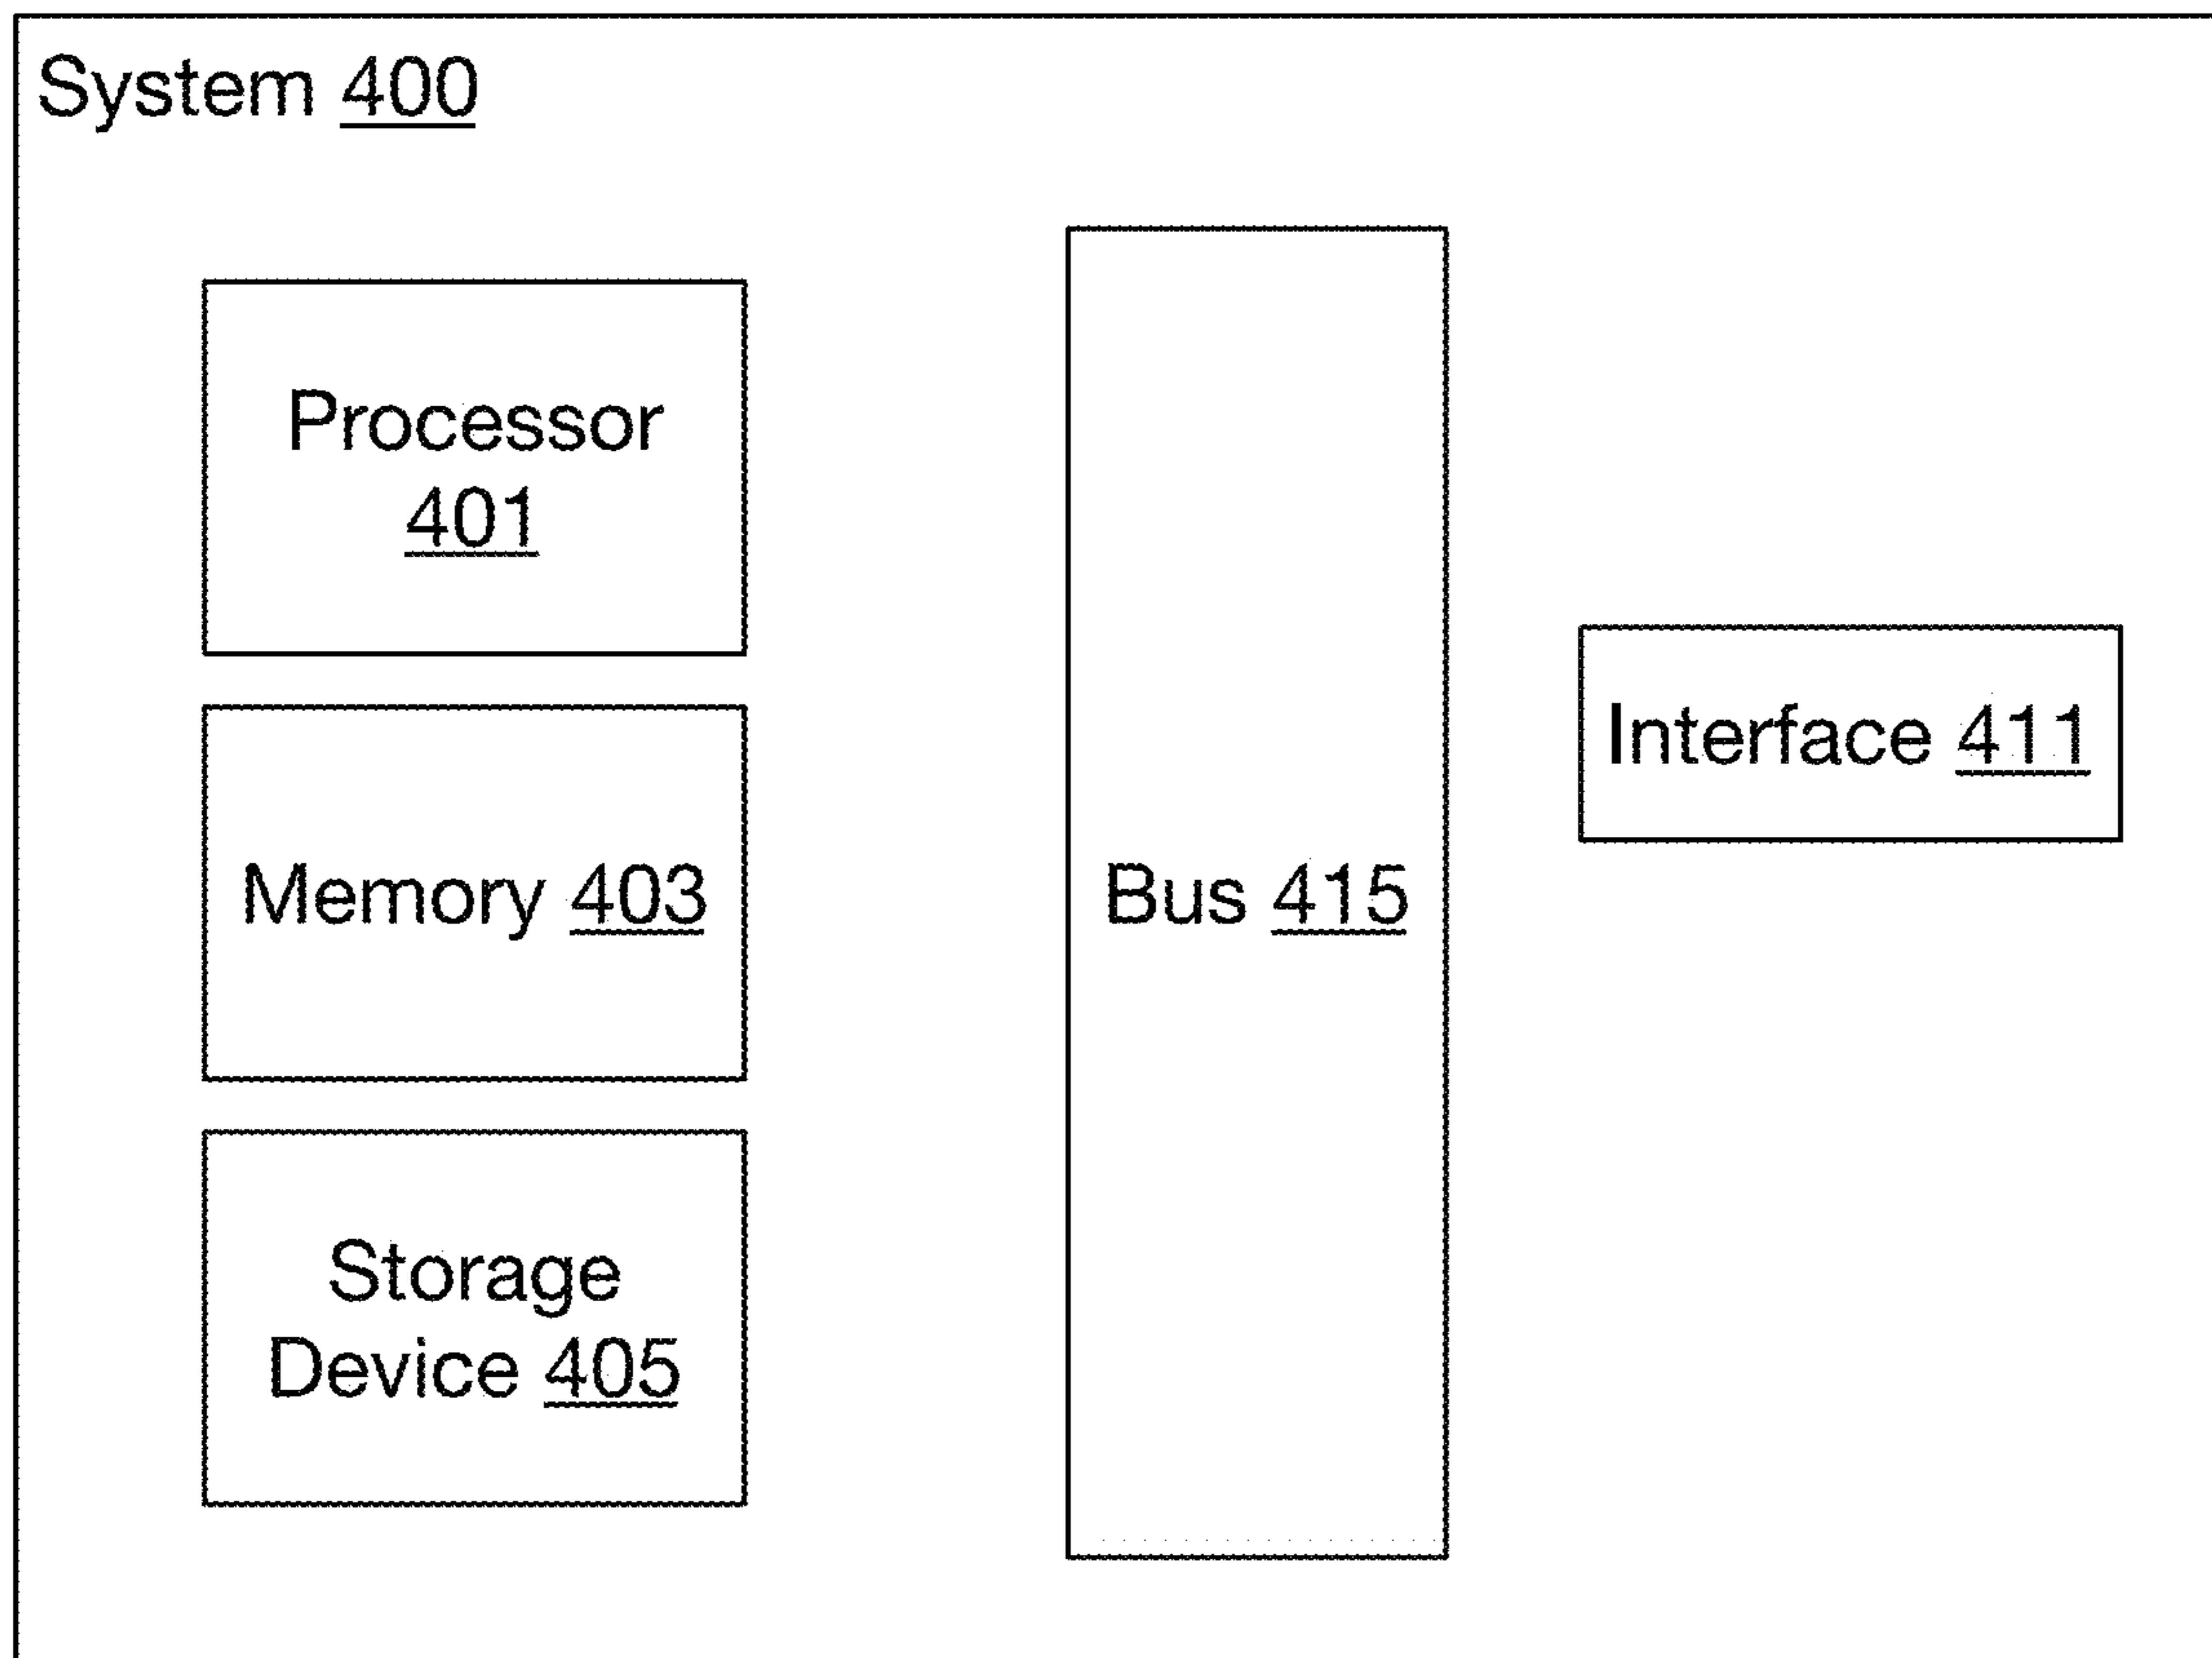 System 400
Processor
401
Memory 403
Storage
Device 405
Bus 415
Interface 411